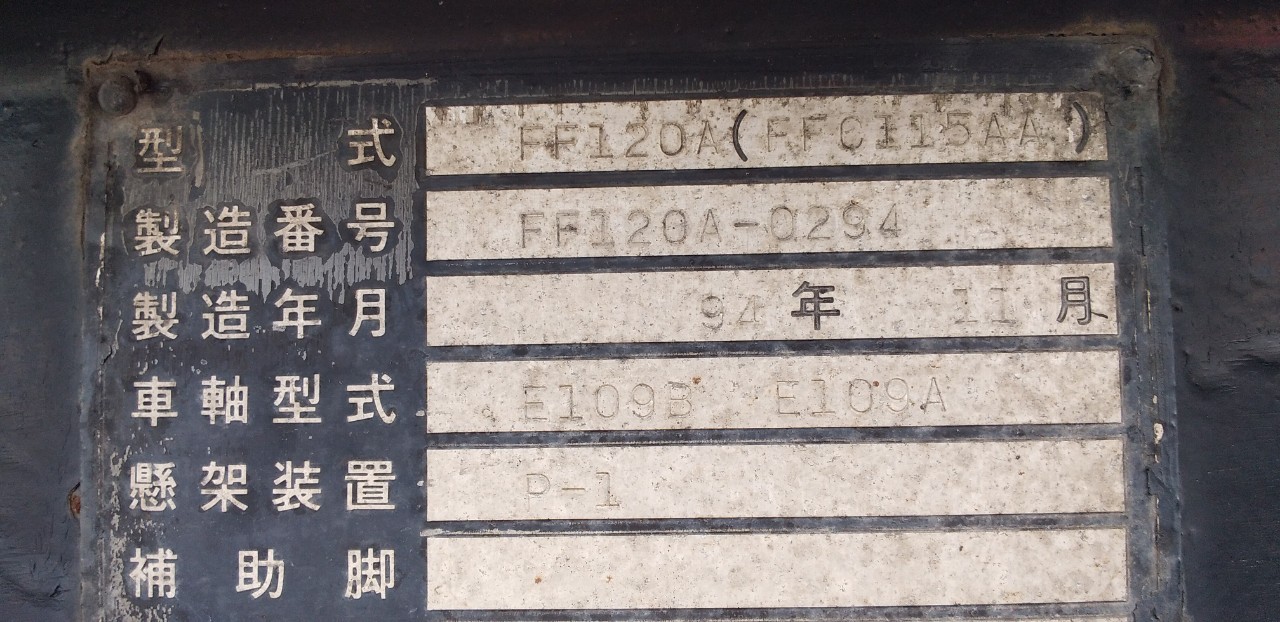 型式 FF120A(FFC115AA)
製造番号 FF120A-0294
製造年月 94年 11月
車軸型式 E109B E109A
懸架装置 P-1
補助脚